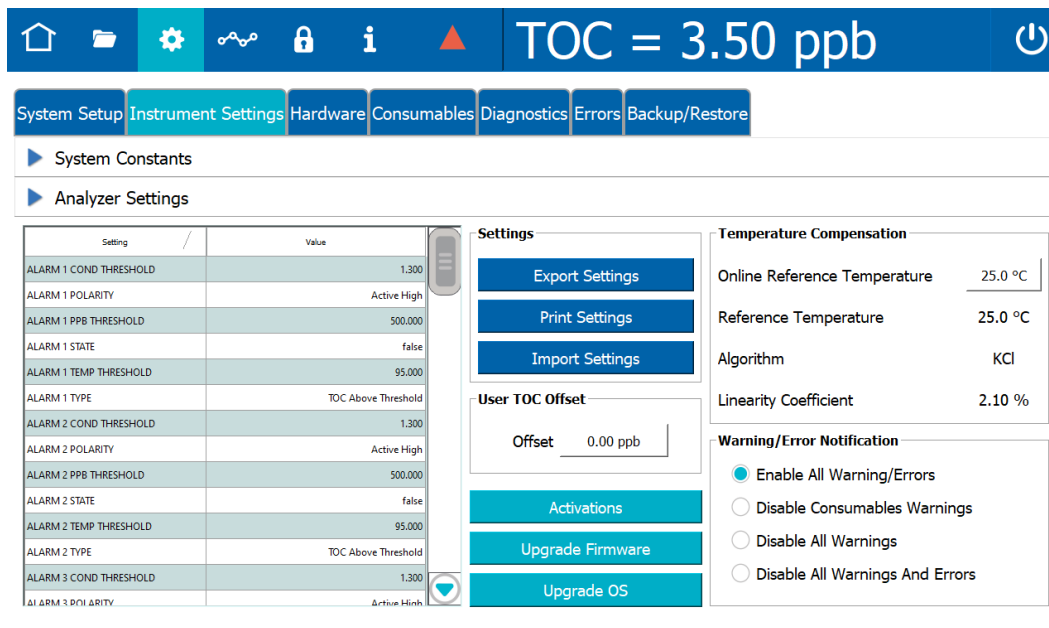 TOC = 3.50 ppb
System Setup Instrument Settings Hardware Consumables Diagnostics Errors Backup/Restore
System Constants
Analyzer Settings
Setting Value
ALARM 1 COND THRESHOLD 1.300
ALARM 1 POLARITY Active High
ALARM 1 PPB THRESHOLD 500.000
ALARM 1 STATE false
ALARM 1 TEMP THRESHOLD 95.000
ALARM 1 TYPE TOC Above Threshold
ALARM 2 COND THRESHOLD 1.300
ALARM 2 POLARITY Active High
ALARM 2 PPB THRESHOLD 500.000
ALARM 2 STATE false
ALARM 2 TEMP THRESHOLD 95.000
ALARM 2 TYPE TOC Above Threshold
ALARM 3 COND THRESHOLD 1.300
ALARM 3 POLARITY Active High
Settings
Export Settings
Print Settings
Import Settings
User TOC Offset
Offset 0.00 ppb
Activations
Upgrade Firmware
Upgrade OS
Temperature Compensation
Online Reference Temperature 25.0 °C
Reference Temperature 25.0 °C
Algorithm KCl
Linearity Coefficient 2.10 %
Warning/Error Notification
Enable All Warning/Errors
Disable Consumables Warnings
Disable All Warnings
Disable All Warnings And Errors